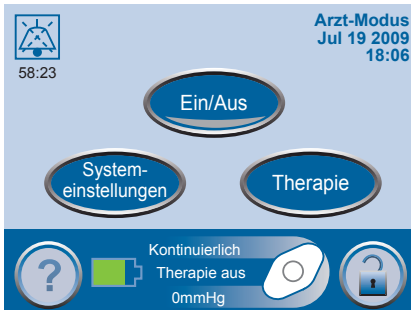 Arzt-Modus
Jul 19 2009
18:06
58:23
Ein/Aus
System-
einstellungen
Therapie
?
Kontinuierlich
Therapie aus
0mmHg